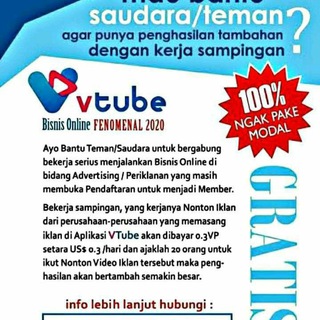 saudara/teman
agar punya penghasilan tambahan
dengan kerja sampingan ?
vtube
Bisnis Online FENOMENAL 2020
100%
NGAK PAKE
MODAL
Ayo Bantu Teman/Saudara untuk bergabung
bekerja serius menjalankan Bisnis Online di
bidang Advertising / Periklanan yang masih
membuka Pendaftaran untuk menjadi Member.
Bekerja sampingan, yang kerjanya Nonton Iklan
dari perusahaan-perusahaan yang memasang
iklan di Aplikasi VTube akan dibayar 0.3VP
setara US$ 0.3 /hari dan ajaklah 20 orang untuk
ikut Nonton Video Iklan tersebut maka peng-
hasilan akan bertambah semakin besar.
GRATIS
info lebih lanjut hubungi :